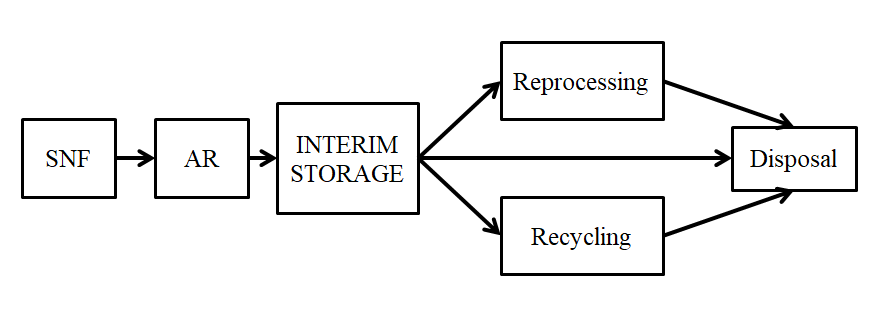 SNF
AR
INTERIM
STORAGE
Reprocessing
Recycling
Disposal